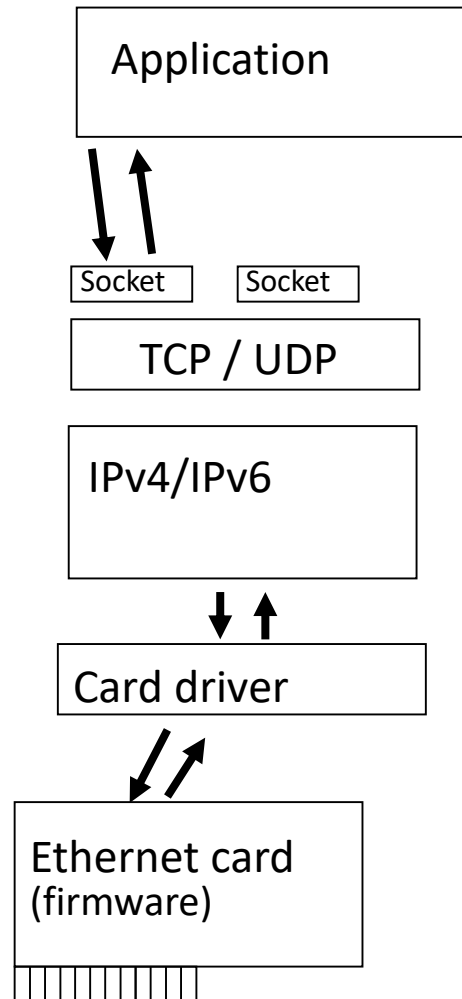 Application
Socket
Socket
TCP / UDP
IPv4/IPv6
Card driver
Ethernet card
(firmware)